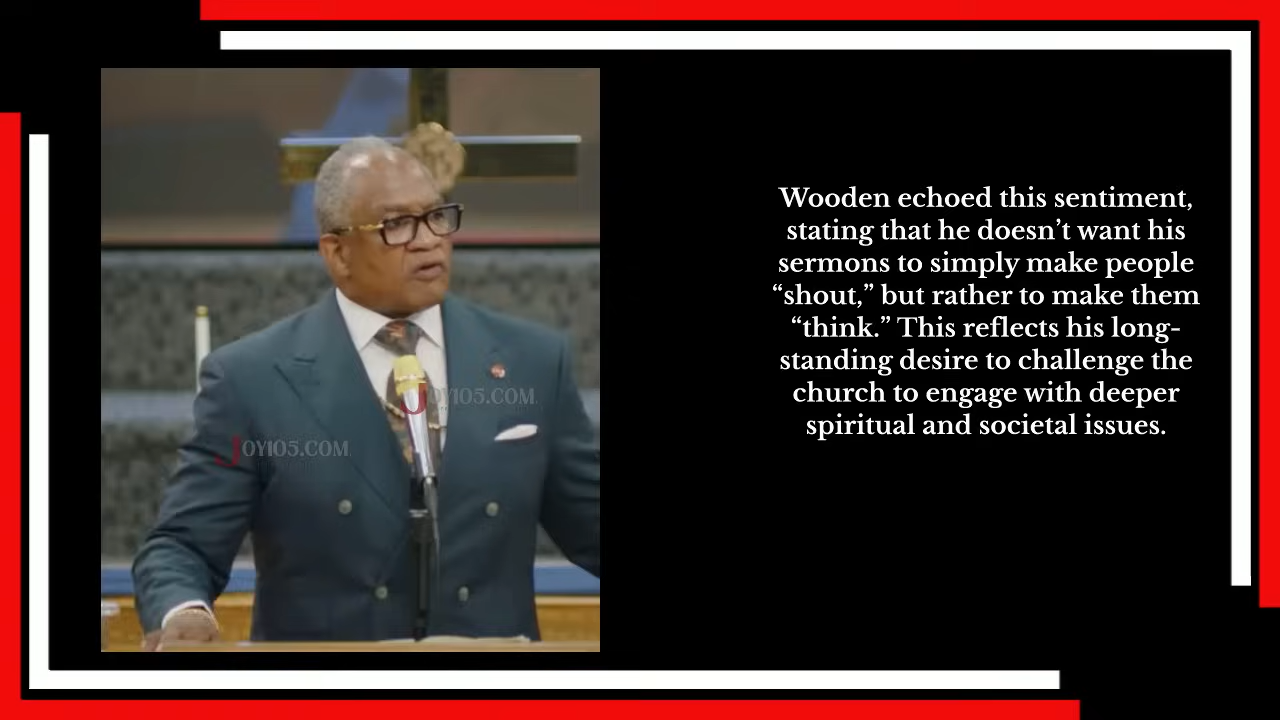 Wooden echoed this sentiment,
stating that he doesn’t want his
sermons to simply make people
“shout,” but rather to make them
“think.” This reflects his long-
standing desire to challenge the
church to engage with deeper
spiritual and societal issues.
JOY105.COM
JOY105.COM